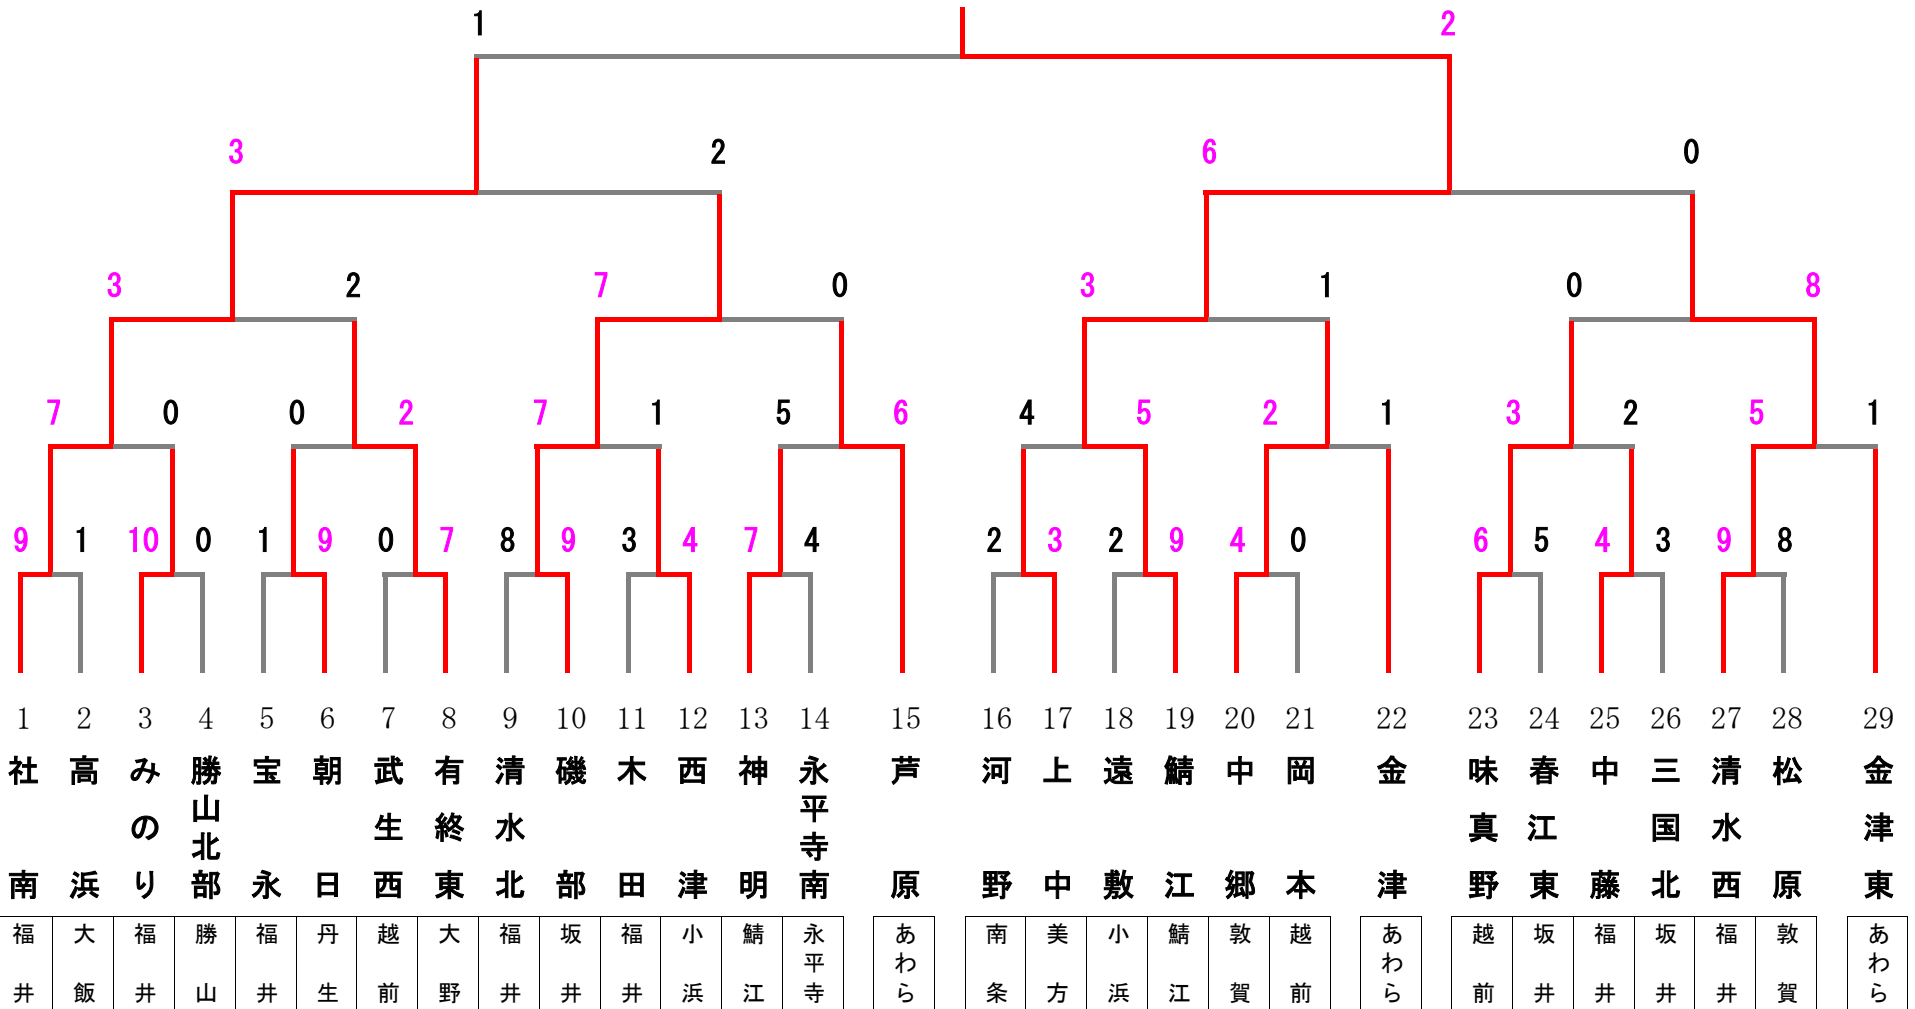 1 2
3 2 6 0
3 2 7 0 3 1 0 8
7 0 0 2 7 1 5 6 4 5 2 1 3 2 5 1
9 1 10 0 1 9 0 7 8 9 3 4 7 4 2 3 2 9 4 0 6 5 4 3 9 8
1 2 3 4 5 6 7 8 9 10 11 12 13 14 15 16 17 18 19 20 21 22 23 24 25 26 27 28 29
社南
高浜
みのり
勝山北部
宝永
朝日
武生西
有終東
清水北
磯部
木田
西津
神明
永平寺南
芦原
河野
上中
遠敷
鯖江
中郷
岡本
金津
味真野
春江東
中藤
三国北
清水西
松原
金津東
福井
大飯
福井
勝山
福井
丹生
越前
大野
福井
坂井
福井
小浜
鯖江
永平寺
あわら
南条
美方
小浜
鯖江
敦賀
越前
あわら
越前
坂井
福井
坂井
福井
敦賀
あわら